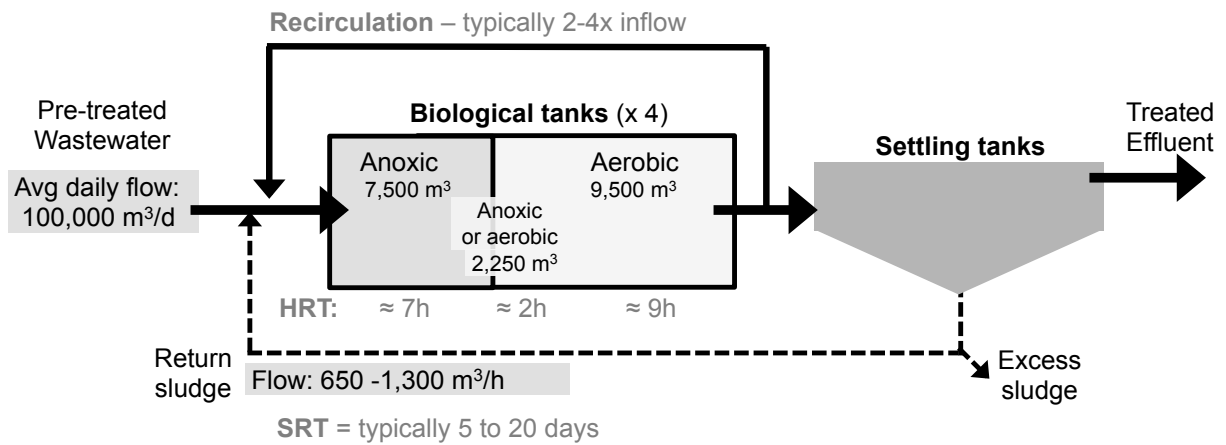 Recirculation – typically 2-4x inflow
Pre-treated
Wastewater
Avg daily flow:
100,000 m³/d
Biological tanks (x 4)
Anoxic
7,500 m³
Aerobic
9,500 m³
Anoxic
or aerobic
2,250 m³
Settling tanks
Treated
Effluent
HRT: ≈ 7h ≈ 2h ≈ 9h
Return
sludge
Flow: 650 -1,300 m³/h
Excess
sludge
SRT = typically 5 to 20 days